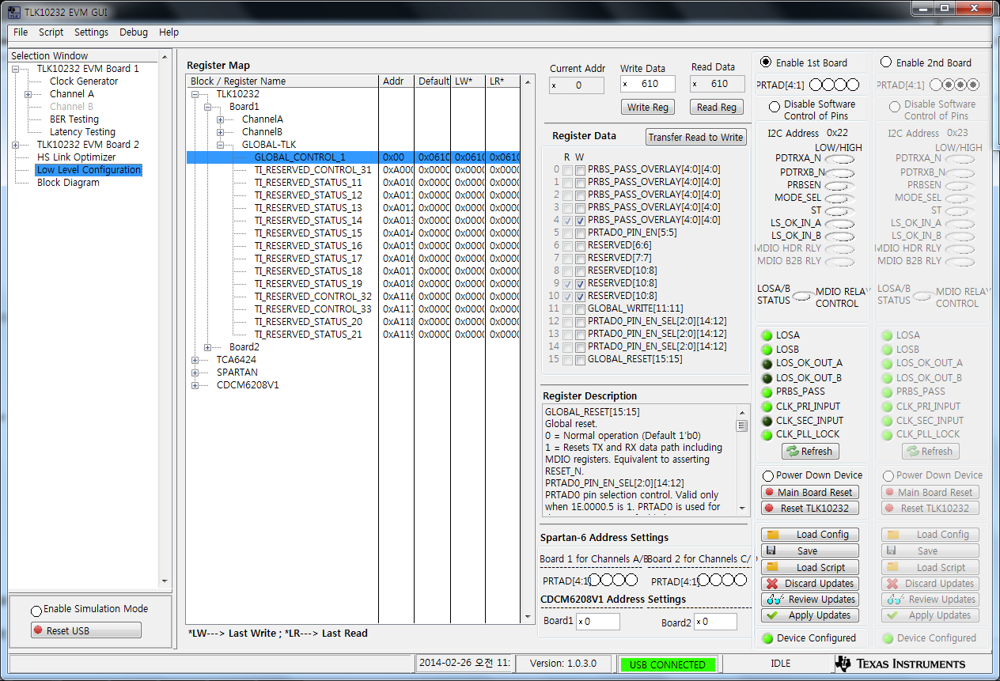 TLK10232 EVM GUI
File Script Settings Debug Help
Selection Window
TLK10232 EVM Board 1
Clock Generator
Channel A
Channel B
BER Testing
Latency Testing
TLK10232 EVM Board 2
HS Link Optimizer
Low Level Configuration
Block Diagram
Enable Simulation Mode
Reset USB
Register Map
Block / Register Name Addr Default LW* LR*
TLK10232
Board1
ChannelA
ChannelB
GLOBAL-TLK
GLOBAL_CONTROL_1 0x00 0x0610 0x0610 0x0610
TI_RESERVED_CONTROL_31 0xA000 0x0000 0x0000 0x0000
TI_RESERVED_STATUS_11 0xA010 0x0000 0x0000 0x0000
TI_RESERVED_STATUS_12 0xA011 0x0000 0x0000 0x0000
TI_RESERVED_STATUS_13 0xA012 0x0000 0x0000 0x0000
TI_RESERVED_STATUS_14 0xA013 0x0000 0x0000 0x0000
TI_RESERVED_STATUS_15 0xA014 0x0000 0x0000 0x0000
TI_RESERVED_STATUS_16 0xA015 0x0000 0x0000 0x0000
TI_RESERVED_STATUS_17 0xA016 0x0000 0x0000 0x0000
TI_RESERVED_STATUS_18 0xA017 0x0000 0x0000 0x0000
TI_RESERVED_STATUS_19 0xA018 0x0000 0x0000 0x0000
TI_RESERVED_CONTROL_32 0xA116 0x0000 0x0000 0x0000
TI_RESERVED_CONTROL_33 0xA117 0x0000 0x0000 0x0000
TI_RESERVED_STATUS_20 0xA118 0x0000 0x0000 0x0000
TI_RESERVED_STATUS_21 0xA119 0x0000 0x0000 0x0000
Board2
TCA6424
SPARTAN
CDCM6208V1
*LW---> Last Write ; *LR---> Last Read
Current Addr Write Data Read Data
x 0 x 610 x 610
Write Reg Read Reg
Register Data Transfer Read to Write
R W
0 PRBS_PASS_OVERLAY[4:0][4:0]
1 PRBS_PASS_OVERLAY[4:0][4:0]
2 PRBS_PASS_OVERLAY[4:0][4:0]
3 PRBS_PASS_OVERLAY[4:0][4:0]
4 PRBS_PASS_OVERLAY[4:0][4:0]
5 PRTAD0_PIN_EN[5:5]
6 RESERVED[6:6]
7 RESERVED[7:7]
8 RESERVED[10:8]
9 RESERVED[10:8]
10 RESERVED[10:8]
11 GLOBAL_WRITE[11:11]
12 PRTAD0_PIN_EN_SEL[2:0][14:12]
13 PRTAD0_PIN_EN_SEL[2:0][14:12]
14 PRTAD0_PIN_EN_SEL[2:0][14:12]
15 GLOBAL_RESET[15:15]
Register Description
GLOBAL_RESET[15:15]
Global reset.
0 = Normal operation (Default 1'b0)
1 = Resets TX and RX data path including
MDIO registers. Equivalent to asserting
RESET_N.
PRTAD0_PIN_EN_SEL[2:0][14:12]
PRTAD0 pin selection control. Valid only
when 1E.0000.5 is 1. PRTAD0 is used for
Spartan-6 Address Settings
Board 1 for Channels A/B Board 2 for Channels C/
PRTAD[4:1] PRTAD[4:1]
CDCM6208V1 Address Settings
Board1 x 0 Board2 x 0
Enable 1st Board
PRTAD[4:1]
Disable Software
Control of Pins
I2C Address 0x22
LOW/HIGH
PDTRXA_N
PDTRXB_N
PRBSEN
MODE_SEL
ST
LS_OK_IN_A
LS_OK_IN_B
MDIO HDR RLY
MDIO B2B RLY
LOSA/B
STATUS
MDIO RELAY
CONTROL
LOSA
LOSB
LOS_OK_OUT_A
LOS_OK_OUT_B
PRBS_PASS
CLK_PRI_INPUT
CLK_SEC_INPUT
CLK_PLL_LOCK
Refresh
Power Down Device
Main Board Reset
Reset TLK10232
Load Config
Save
Load Script
Discard Updates
Review Updates
Apply Updates
Device Configured
Enable 2nd Board
PRTAD[4:1]
Disable Software
Control of Pins
I2C Address 0x23
LOW/HIGH
PDTRXA_N
PDTRXB_N
PRBSEN
MODE_SEL
ST
LS_OK_IN_A
LS_OK_IN_B
MDIO HDR RLY
MDIO B2B RLY
LOSA/B
STATUS
MDIO RELAY
CONTROL
LOSA
LOSB
LOS_OK_OUT_A
LOS_OK_OUT_B
PRBS_PASS
CLK_PRI_INPUT
CLK_SEC_INPUT
CLK_PLL_LOCK
Refresh
Power Down Device
Main Board Reset
Reset TLK10232
Load Config
Save
Load Script
Discard Updates
Review Updates
Apply Updates
Device Configured
2014-02-26 오전 11: Version: 1.0.3.0 USB CONNECTED IDLE TEXAS INSTRUMENTS